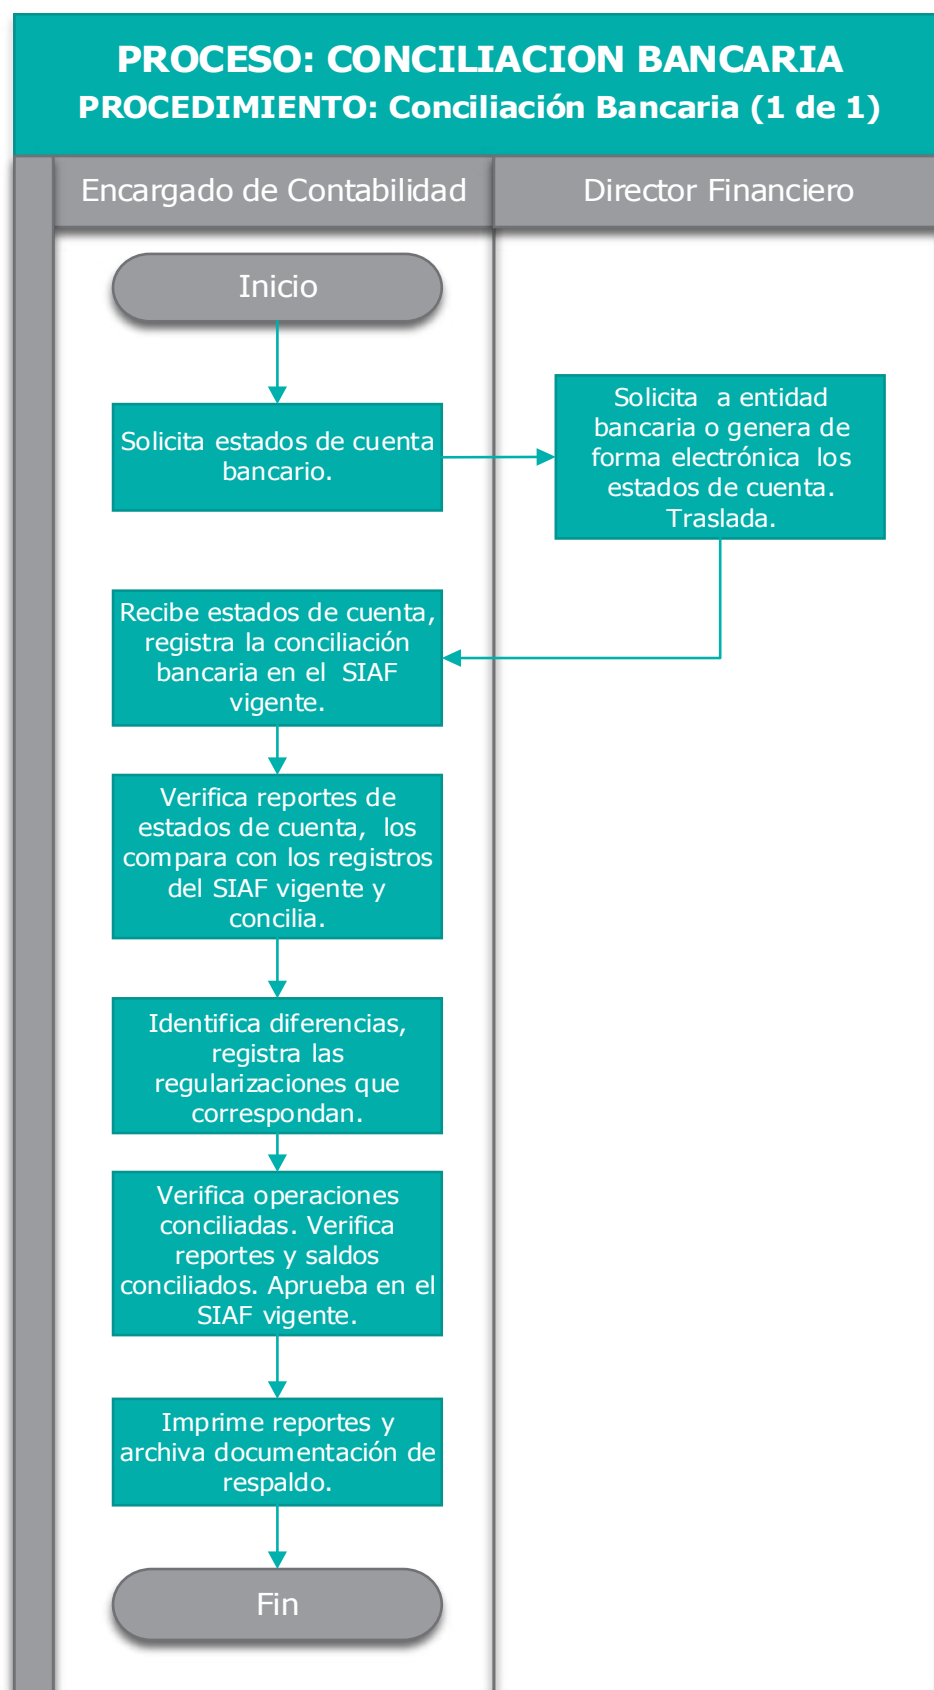 PROCESO: CONCILIACION BANCARIA
PROCEDIMIENTO: Conciliación Bancaria (1 de 1)
Encargado de Contabilidad
Director Financiero
Inicio
Solicita estados de cuenta
bancario.
Solicita a entidad
bancaria o genera de
forma electrónica los
estados de cuenta.
Traslada.
Recibe estados de cuenta,
registra la conciliación
bancaria en el SIAF
vigente.
Verifica reportes de
estados de cuenta, los
compara con los registros
del SIAF vigente y
concilia.
Identifica diferencias,
registra las
regularizaciones que
correspondan.
Verifica operaciones
conciliadas. Verifica
reportes y saldos
conciliados. Aprueba en el
SIAF vigente.
Imprime reportes y
archiva documentación de
respaldo.
Fin